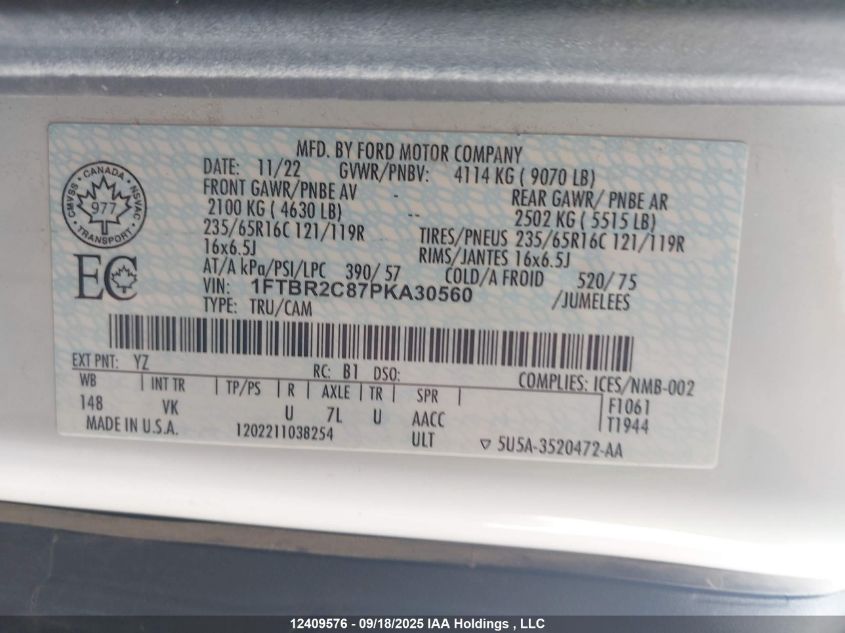 MFD. BY FORD MOTOR COMPANY
DATE: 11/22 GVWR/PNBV: 4114 KG ( 9070 LB)
FRONT GAWR/PNBE AV REAR GAWR/ PNBE AR
2100 KG ( 4630 LB) -- 2502 KG ( 5515 LB)
235/65R16C 121/119R TIRES/PNEUS 235/65R16C 121/119R
16x6.5J RIMS/JANTES 16x6.5J
AT/A kPa/PSI/LPC 390/ 57 COLD/A FROID 520/ 75
VIN: 1FTBR2C87PKA30560 /JUMELEES
TYPE: TRU/CAM
CMVSS · CANADA · NSVAC
977
TRANSPORT
EC
EXT PNT: YZ RC: B1 DSO: COMPLIES: ICES/NMB-002
WB INT TR TP/PS R AXLE TR SPR F1061
148 VK U 7L U AACC T1944
MADE IN U.S.A. 1202211038254 ULT ▽ 5U5A-3520472-AA
12409576 - 09/18/2025 IAA Holdings , LLC